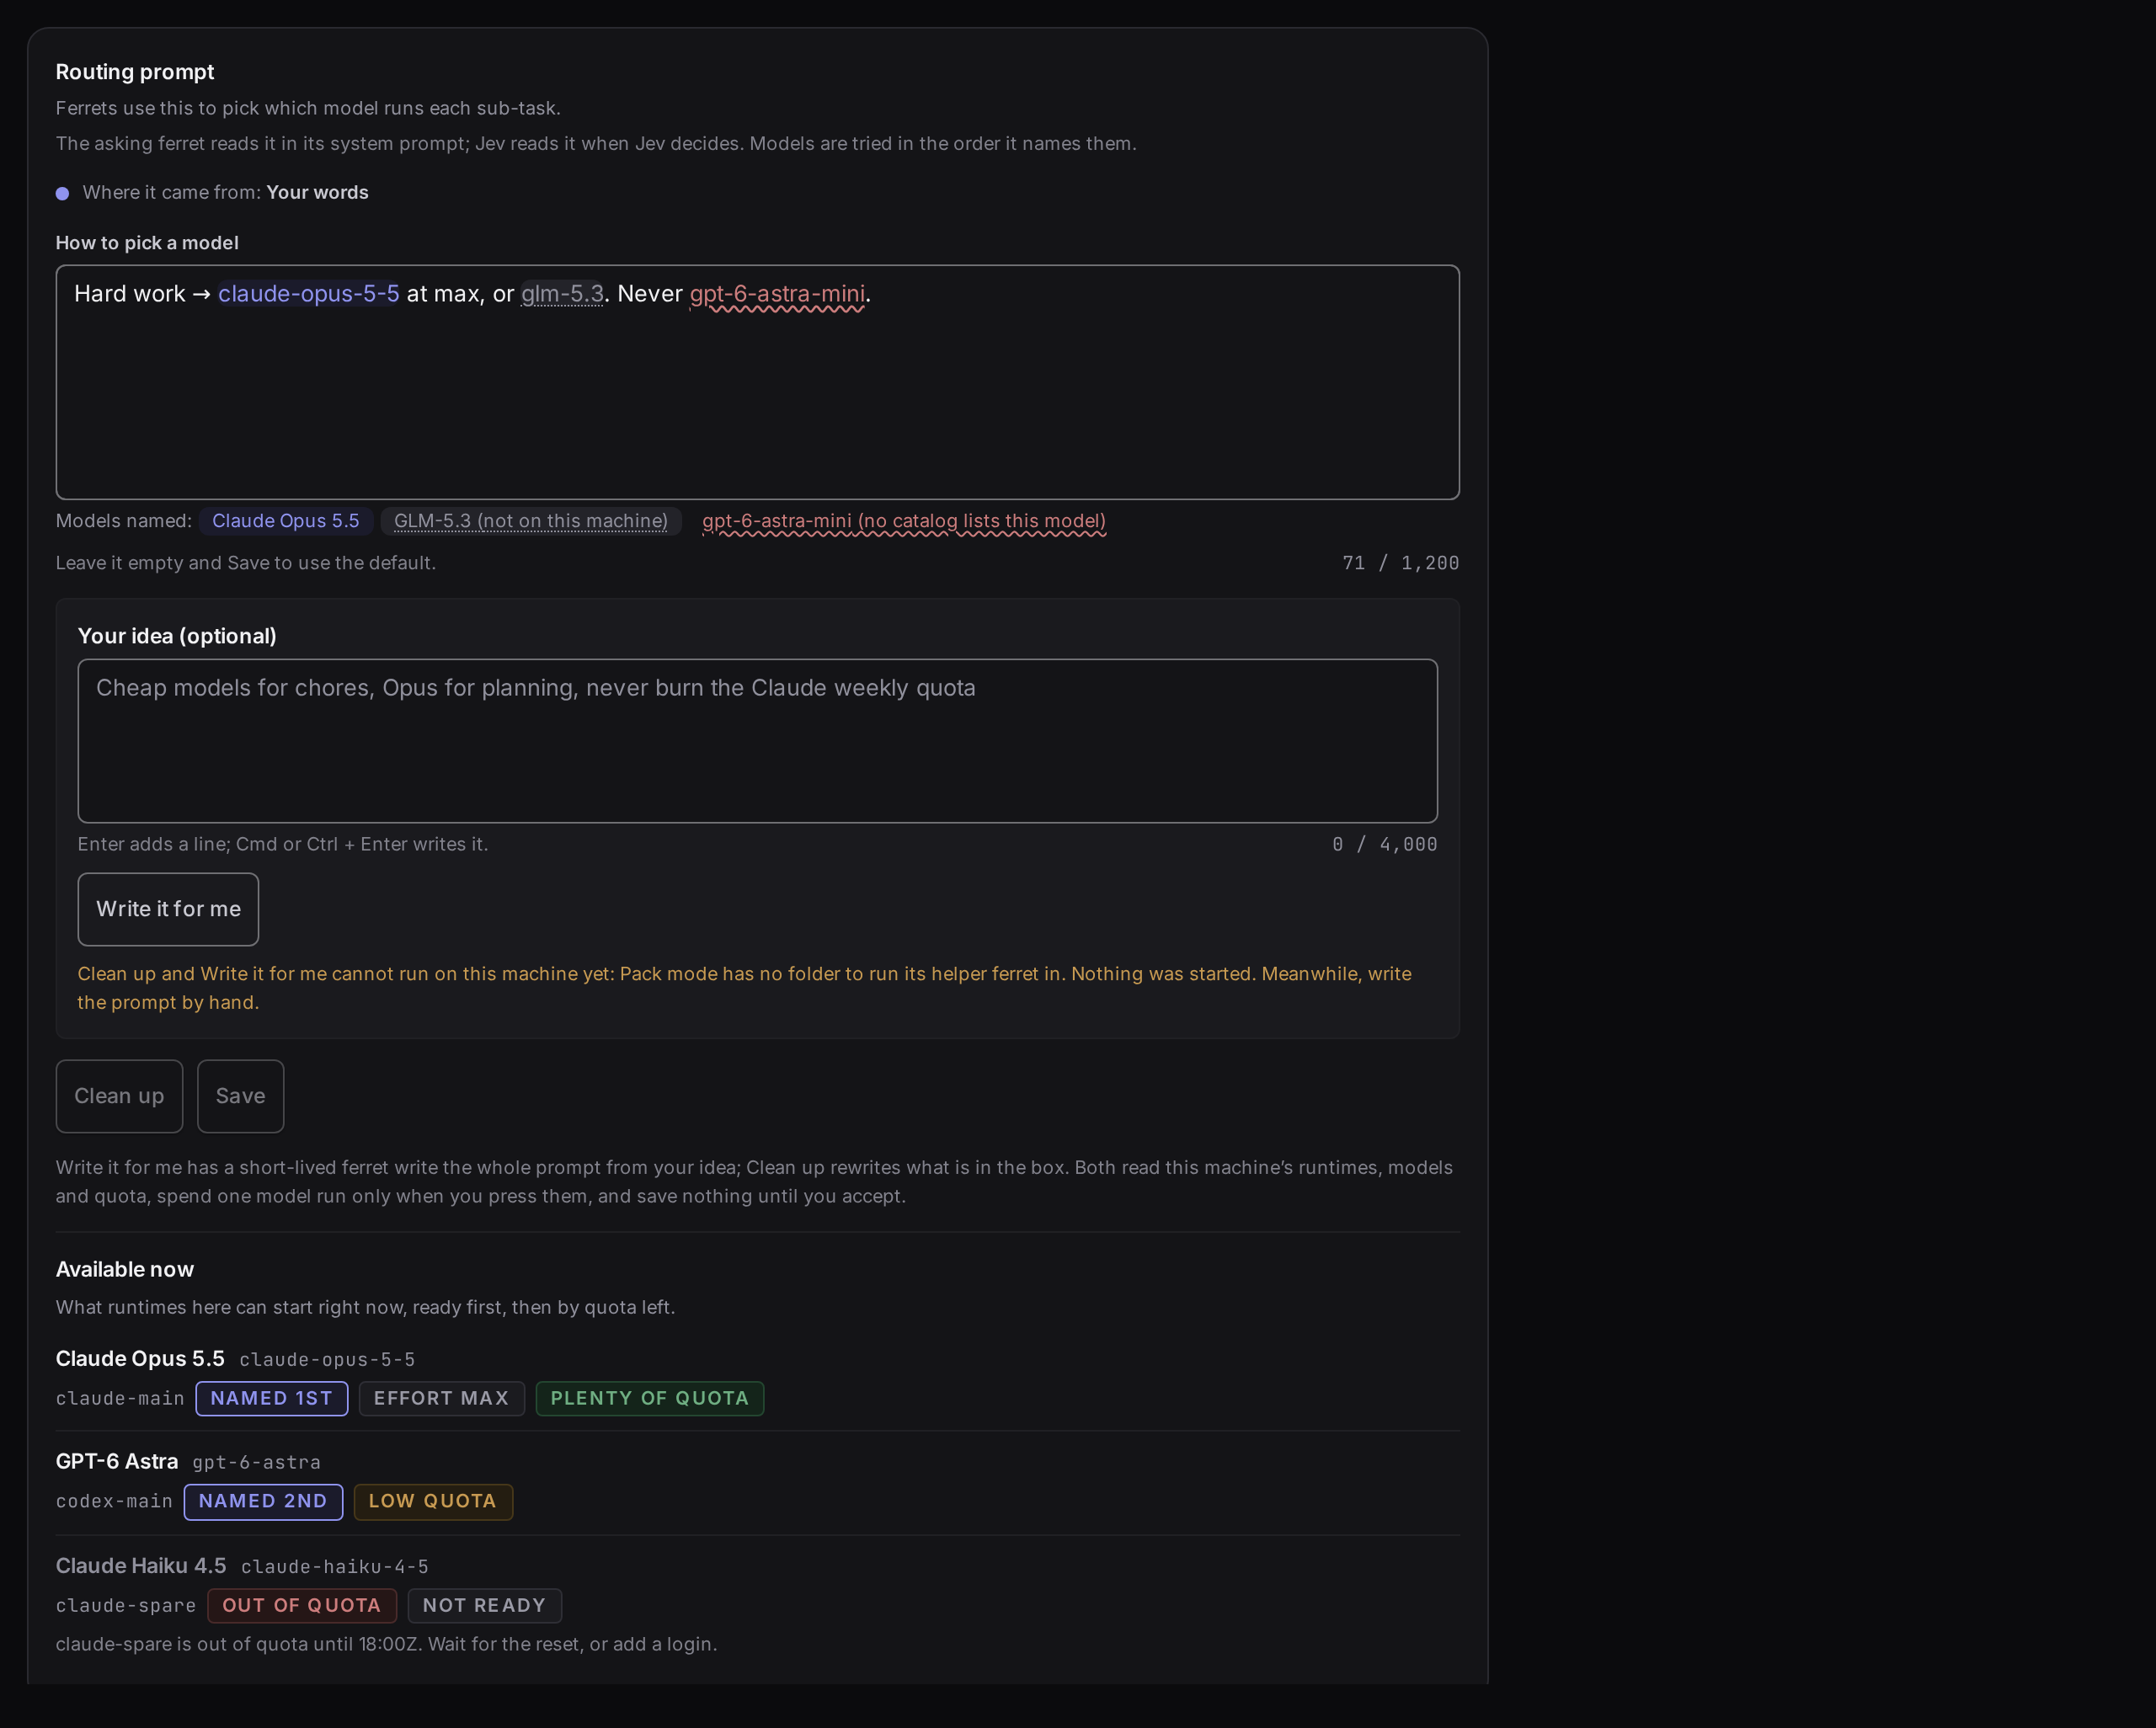 Routing prompt
Ferrets use this to pick which model runs each sub-task.
The asking ferret reads it in its system prompt; Jev reads it when Jev decides. Models are tried in the order it names them.
Where it came from: Your words
How to pick a model
Hard work → claude-opus-5-5 at max, or glm-5.3. Never gpt-6-astra-mini.
Models named: Claude Opus 5.5 GLM-5.3 (not on this machine) gpt-6-astra-mini (no catalog lists this model)
Leave it empty and Save to use the default. 71 / 1,200
Your idea (optional)
Cheap models for chores, Opus for planning, never burn the Claude weekly quota
Enter adds a line; Cmd or Ctrl + Enter writes it. 0 / 4,000
Write it for me
Clean up and Write it for me cannot run on this machine yet: Pack mode has no folder to run its helper ferret in. Nothing was started. Meanwhile, write
the prompt by hand.
Clean up Save
Write it for me has a short-lived ferret write the whole prompt from your idea; Clean up rewrites what is in the box. Both read this machine’s runtimes, models
and quota, spend one model run only when you press them, and save nothing until you accept.
Available now
What runtimes here can start right now, ready first, then by quota left.
Claude Opus 5.5 claude-opus-5-5
claude-main NAMED 1ST EFFORT MAX PLENTY OF QUOTA
GPT-6 Astra gpt-6-astra
codex-main NAMED 2ND LOW QUOTA
Claude Haiku 4.5 claude-haiku-4-5
claude-spare OUT OF QUOTA NOT READY
claude-spare is out of quota until 18:00Z. Wait for the reset, or add a login.